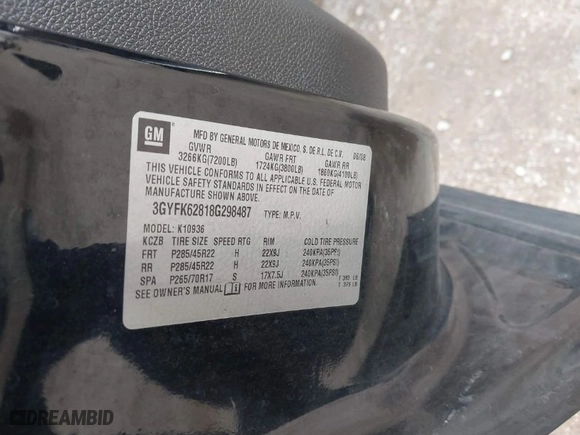 GM
MFD BY GENERAL MOTORS DE MEXICO, S. DE R.L. DE C.V. 06/08
GVWR GAWR FRT GAWR RR
3266KG(7200LB) 1724KG(3800LB) 1860KG(4100LB)
THIS VEHICLE CONFORMS TO ALL APPLICABLE U.S. FEDERAL MOTOR
VEHICLE SAFETY STANDARDS IN EFFECT ON THE DATE OF
MANUFACTURE SHOWN ABOVE.
3GYFK62818G298487 TYPE: M.P.V.
MODEL: K10936
KCZB TIRE SIZE SPEED RTG RIM COLD TIRE PRESSURE
FRT P285/45R22 H 22X9J 240KPA(35PSI)
RR P285/45R22 H 22X9J 240KPA(35PSI)
SPA P265/70R17 S 17X7.5J 240KPA(35PSI)
SEE OWNER'S MANUAL FOR MORE INFORMATION.
DREAMBID